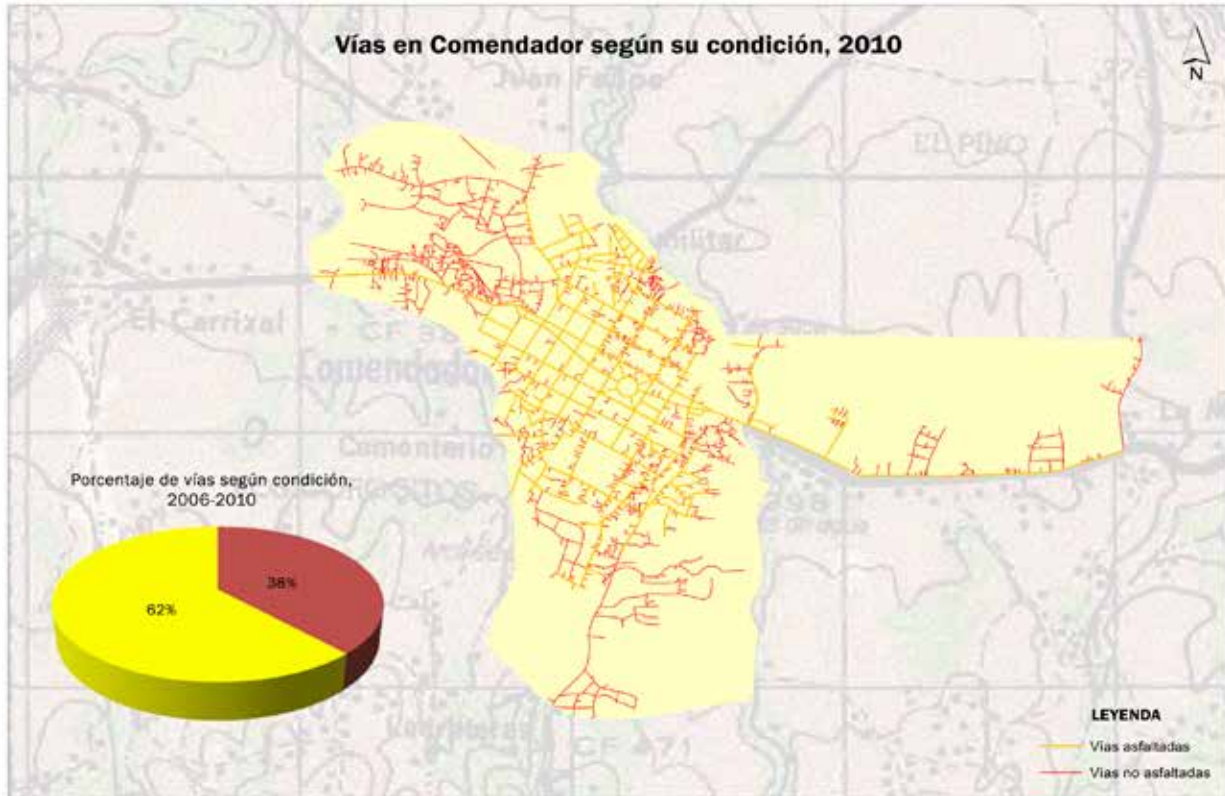 Vías en Comendador según su condición, 2010
N
Juan Felipe
EL PINO
militar
El Carrizal
Comendador
Cementerio
Porcentaje de vías según condición,
2006-2010
38%
62%
LEYENDA
Vías asfaltadas
Vías no asfaltadas